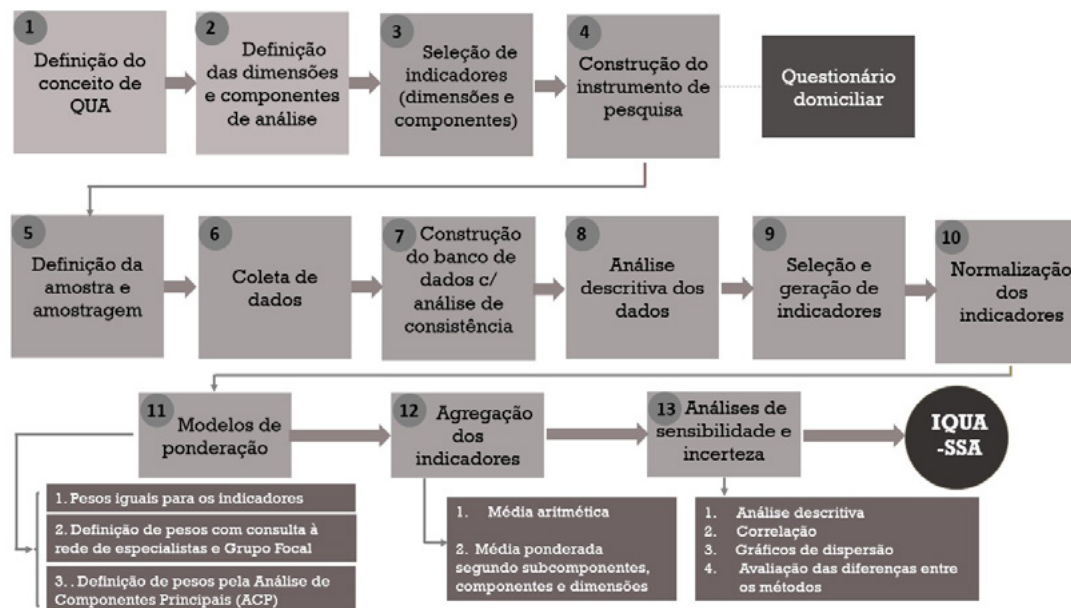 1
Definição do
conceito de
QUA
2
Definição
das dimensões
e componentes
de análise
3
Seleção de
indicadores
(dimensões e
componentes)
4
Construção do
instrumento de
pesquisa
Questionário
domiciliar
5
Definição da
amostra e
amostragem
6
Coleta de
dados
7
Construção
do banco de
dados c/
análise de
consistência
8
Análise
descritiva dos
dados
9
Seleção e
geração de
indicadores
10
Normalização
dos
indicadores
11
Modelos de
ponderação
12
Agregação
dos
indicadores
13
Análises de
sensibilidade e
incerteza
IQUA
-SSA
1. Pesos iguais para os indicadores
2. Definição de pesos com consulta à
rede de especialistas e Grupo Focal
3. . Definição de pesos pela Análise de
Componentes Principais (ACP)
1. Média aritmética
2. Média ponderada
segundo subcomponentes,
componentes e dimensões
1. Análise descritiva
2. Correlação
3. Gráficos de dispersão
4. Avaliação das diferenças entre
os métodos